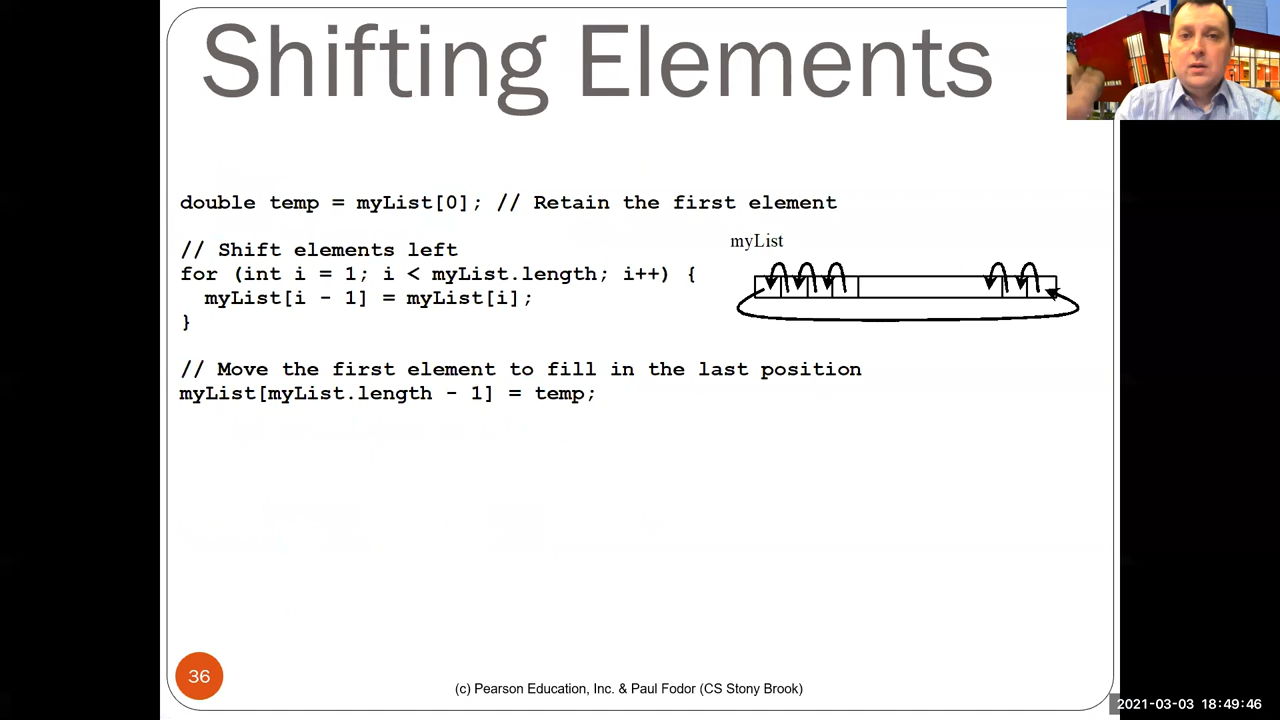 Shifting Elements
double temp = myList[0]; // Retain the first element
// Shift elements left
for (int i = 1; i < myList.length; i++) {
myList[i - 1] = myList[i];
}
myList
// Move the first element to fill in the last position
myList[myList.length - 1] = temp;
36
(c) Pearson Education, Inc. & Paul Fodor (CS Stony Brook)
2021-03-03 18:49:46